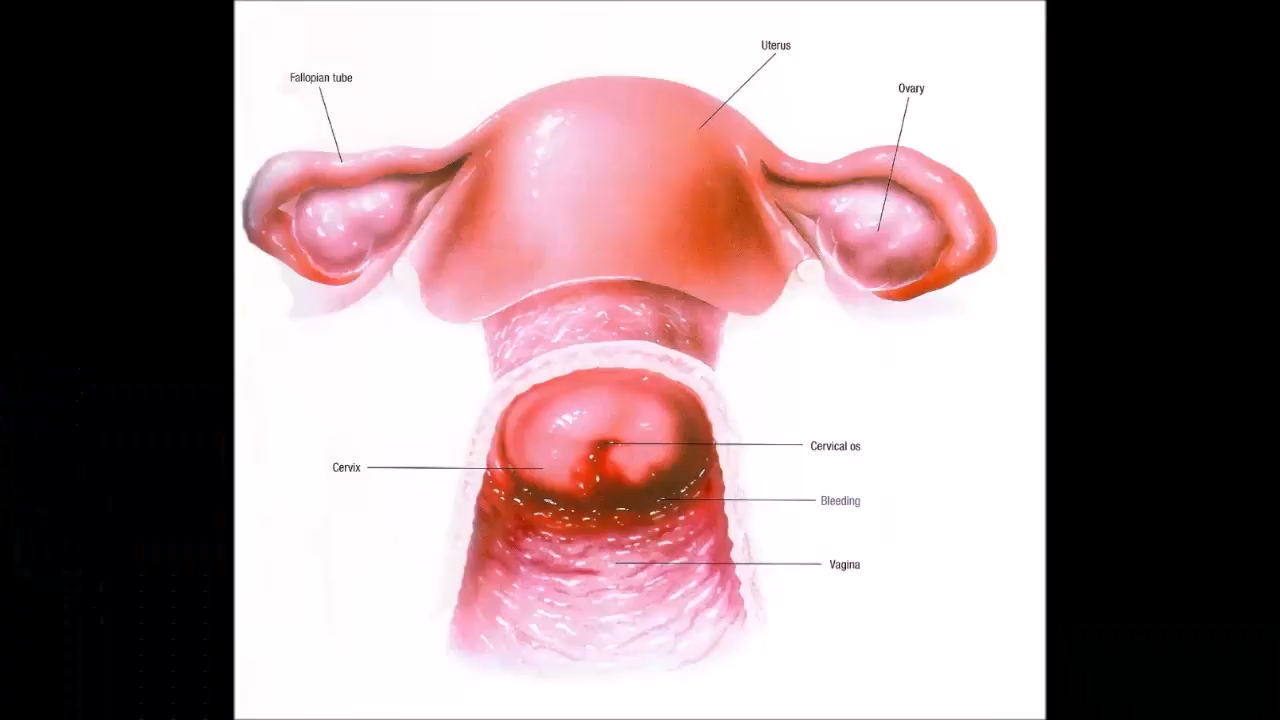 Uterus
Fallopian tube
Ovary
Cervical os
Cervix
Bleeding
Vagina